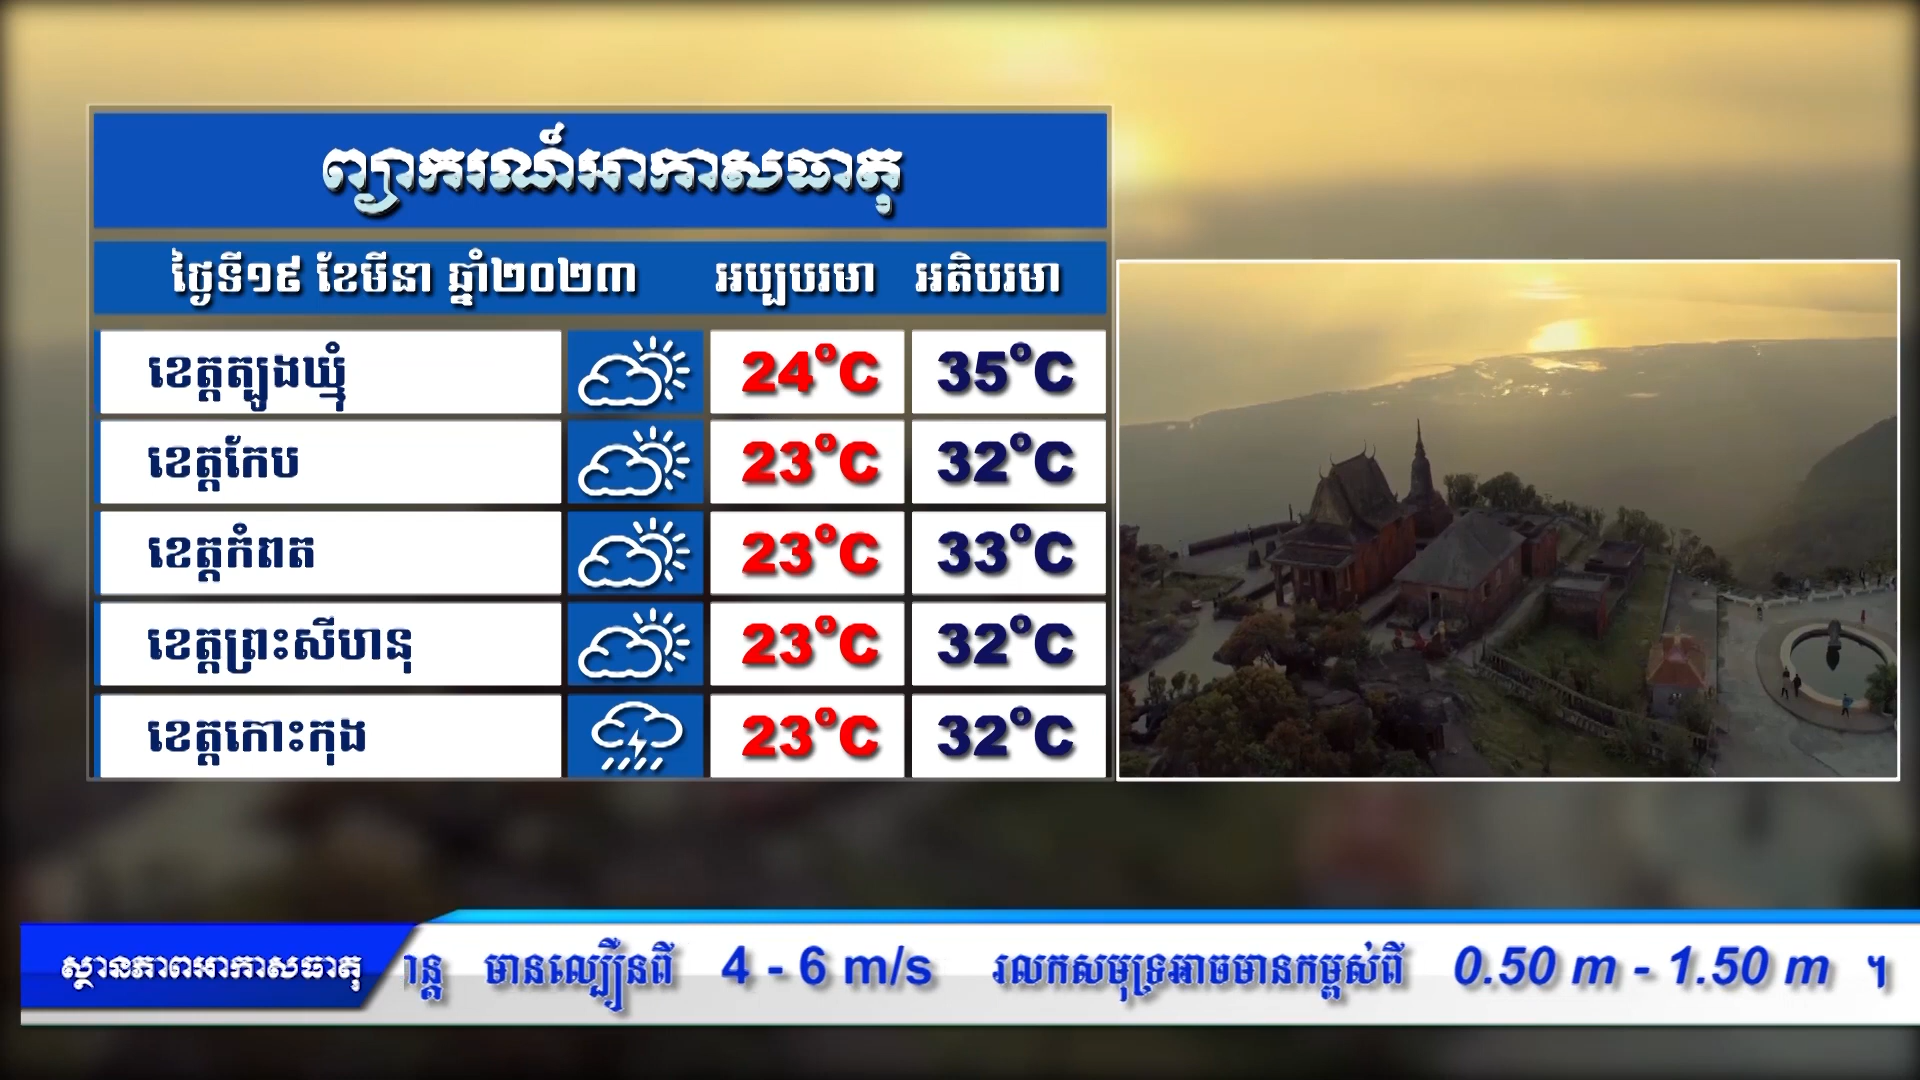 ព្យាករណ៍អាកាសធាតុ
ថ្ងៃទី១៩ ខែមីនា ឆ្នាំ២០២៣ អប្បបរមា អតិបរមា
ខេត្តត្បូងឃ្មុំ 24°C 35°C
ខេត្តកែប 23°C 32°C
ខេត្តកំពត 23°C 33°C
ខេត្តព្រះសីហនុ 23°C 32°C
ខេត្តកោះកុង 23°C 32°C
ស្ថានភាពអាកាសធាតុ មានល្បឿនពី 4 - 6 m/s រលកសមុទ្រអាចមានកម្ពស់ពី 0.50 m - 1.50 m ។